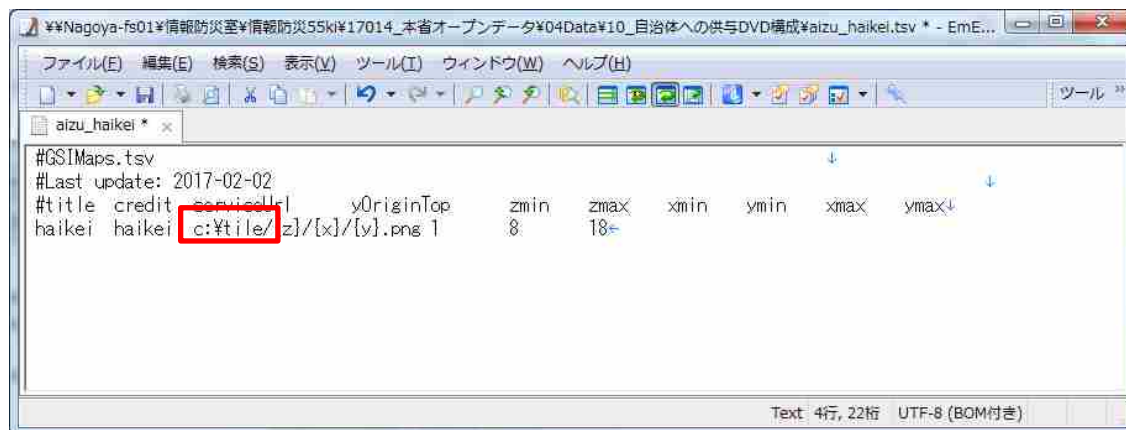 ¥¥Nagoya-fs01¥情報防災室¥情報防災55ki¥17014_本省オープンデータ¥04Data¥10_自治体への供与DVD構成¥aizu_haikei.tsv * - EmE...
ファイル(F) 編集(E) 検索(S) 表示(V) ツール(T) ウィンドウ(W) ヘルプ(H)
ツール
aizu_haikei *
#GSIMaps.tsv
#Last update: 2017-02-02
#title credit serviceUrl yOriginTop zmin zmax xmin ymin xmax ymax
haikei haikei c:¥tile/{z}/{x}/{y}.png 1 8 18
Text 4行, 22桁 UTF-8 (BOM付き)